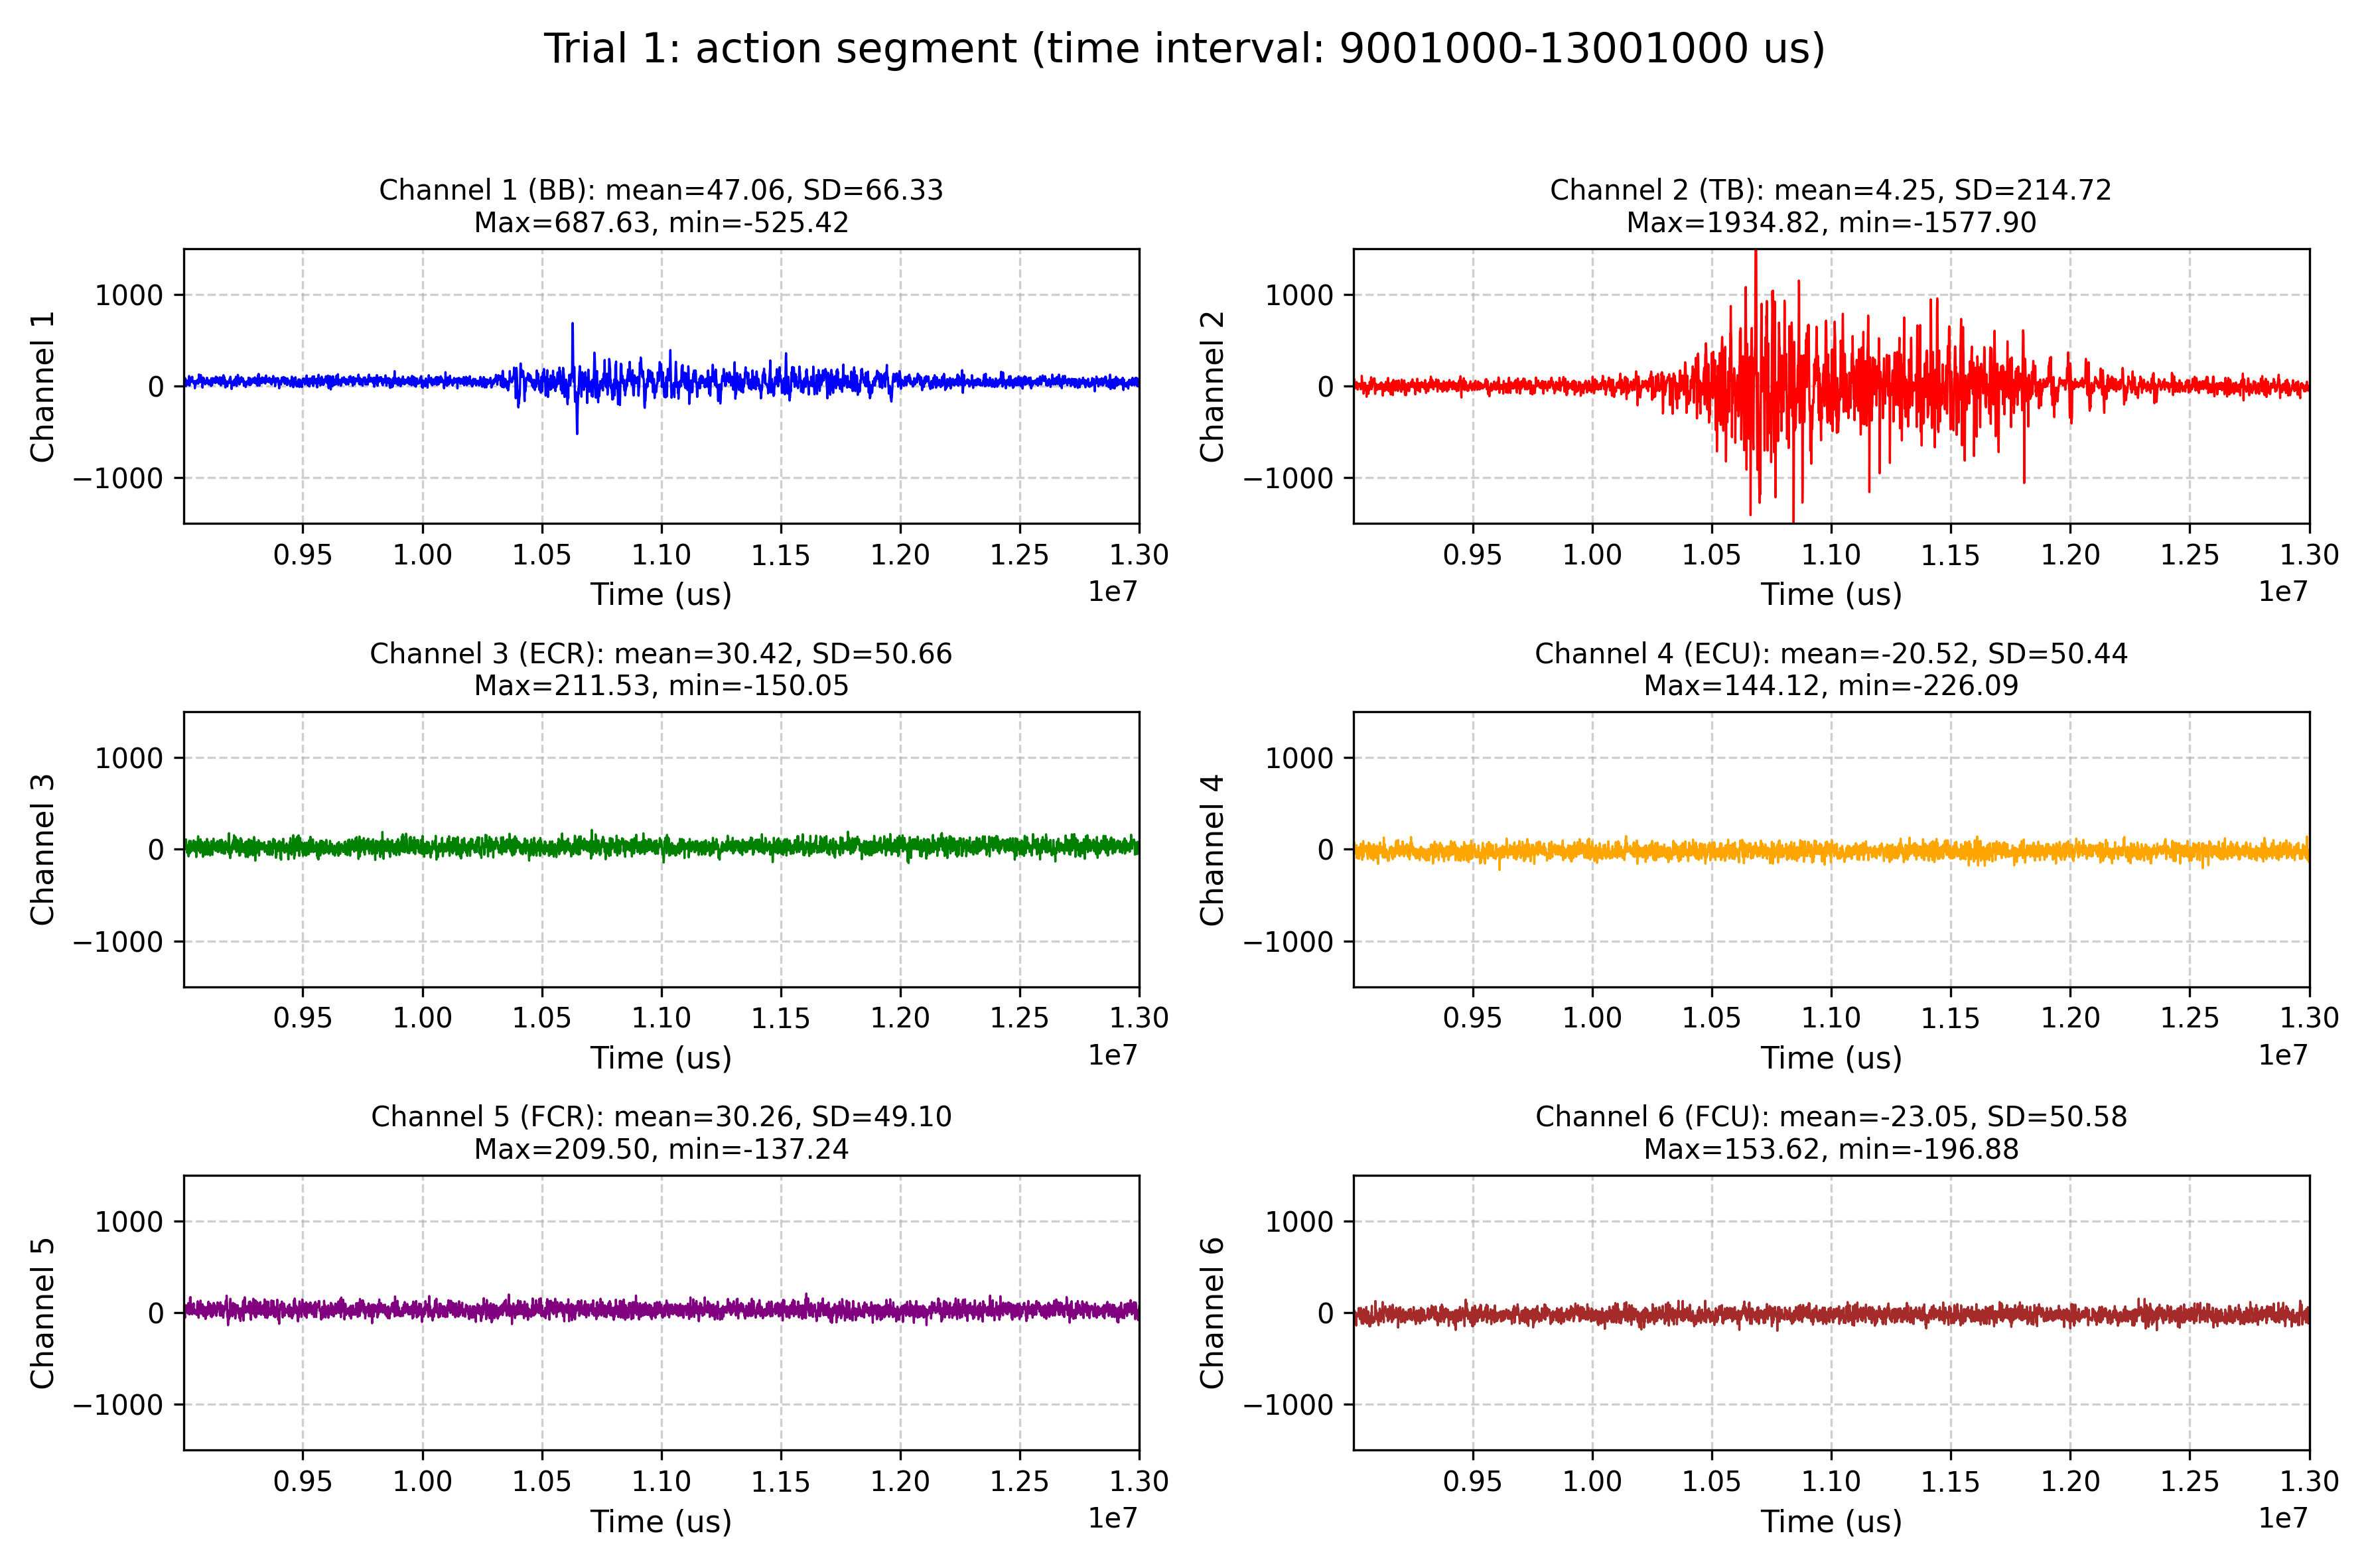 Trial 1: action segment (time interval: 9001000-13001000 us)
Channel 1 (BB): mean=47.06, SD=66.33
Max=687.63, min=-525.42
1000
0
−1000
Channel 1
0.95 1.00 1.05 1.10 1.15 1.20 1.25 1.30
Time (us)
1e7
Channel 2 (TB): mean=4.25, SD=214.72
Max=1934.82, min=-1577.90
1000
0
−1000
Channel 2
0.95 1.00 1.05 1.10 1.15 1.20 1.25 1.30
Time (us)
1e7
Channel 3 (ECR): mean=30.42, SD=50.66
Max=211.53, min=-150.05
1000
0
−1000
Channel 3
0.95 1.00 1.05 1.10 1.15 1.20 1.25 1.30
Time (us)
1e7
Channel 4 (ECU): mean=-20.52, SD=50.44
Max=144.12, min=-226.09
1000
0
−1000
Channel 4
0.95 1.00 1.05 1.10 1.15 1.20 1.25 1.30
Time (us)
1e7
Channel 5 (FCR): mean=30.26, SD=49.10
Max=209.50, min=-137.24
1000
0
−1000
Channel 5
0.95 1.00 1.05 1.10 1.15 1.20 1.25 1.30
Time (us)
1e7
Channel 6 (FCU): mean=-23.05, SD=50.58
Max=153.62, min=-196.88
1000
0
−1000
Channel 6
0.95 1.00 1.05 1.10 1.15 1.20 1.25 1.30
Time (us)
1e7